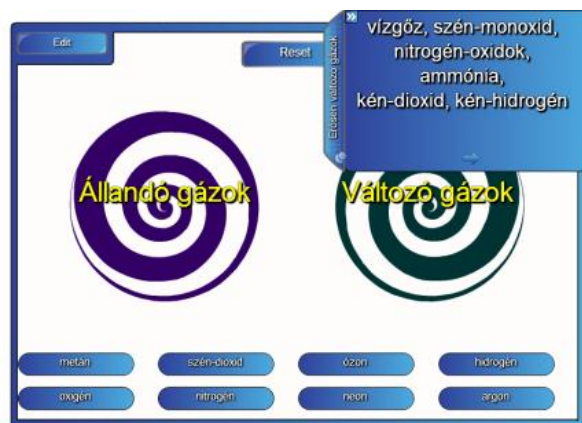 Edit
Reset
Erősen változó gázok
vízgőz, szén-monoxid,
nitrogén-oxidok,
ammónia,
kén-dioxid, kén-hidrogén
Állandó gázok
Változó gázok
metán
szén-dioxid
ózon
hidrogén
oxigén
nitrogén
neon
argon